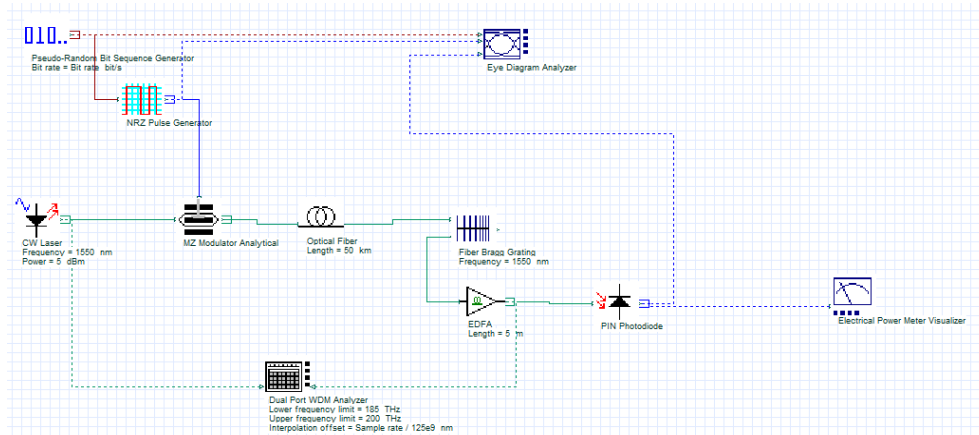 010..
Pseudo-Random Bit Sequence Generator
Bit rate = Bit rate bit/s
Eye Diagram Analyzer
NRZ Pulse Generator
CW Laser
Frequency = 1550 nm
Power = 5 dBm
MZ Modulator Analytical
Optical Fiber
Length = 50 km
Fiber Bragg Grating
Frequency = 1550 nm
EDFA
Length = 5 m
PIN Photodiode
Electrical Power Meter Visualizer
Dual Port WDM Analyzer
Lower frequency limit = 185 THz
Upper frequency limit = 200 THz
Interpolation offset = Sample rate / 125e9 nm